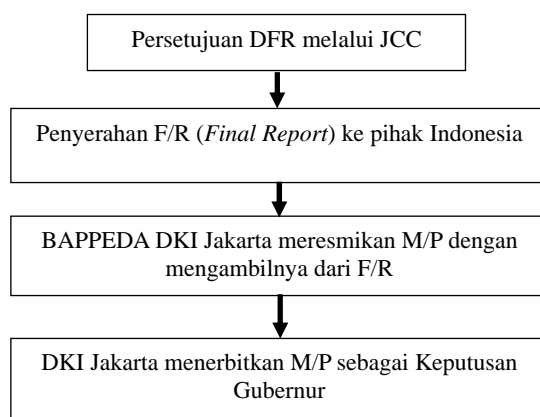 Persetujuan DFR melalui JCC
Penyerahan F/R (Final Report) ke pihak Indonesia
BAPPEDA DKI Jakarta meresmikan M/P dengan
mengambilnya dari F/R
DKI Jakarta menerbitkan M/P sebagai Keputusan
Gubernur